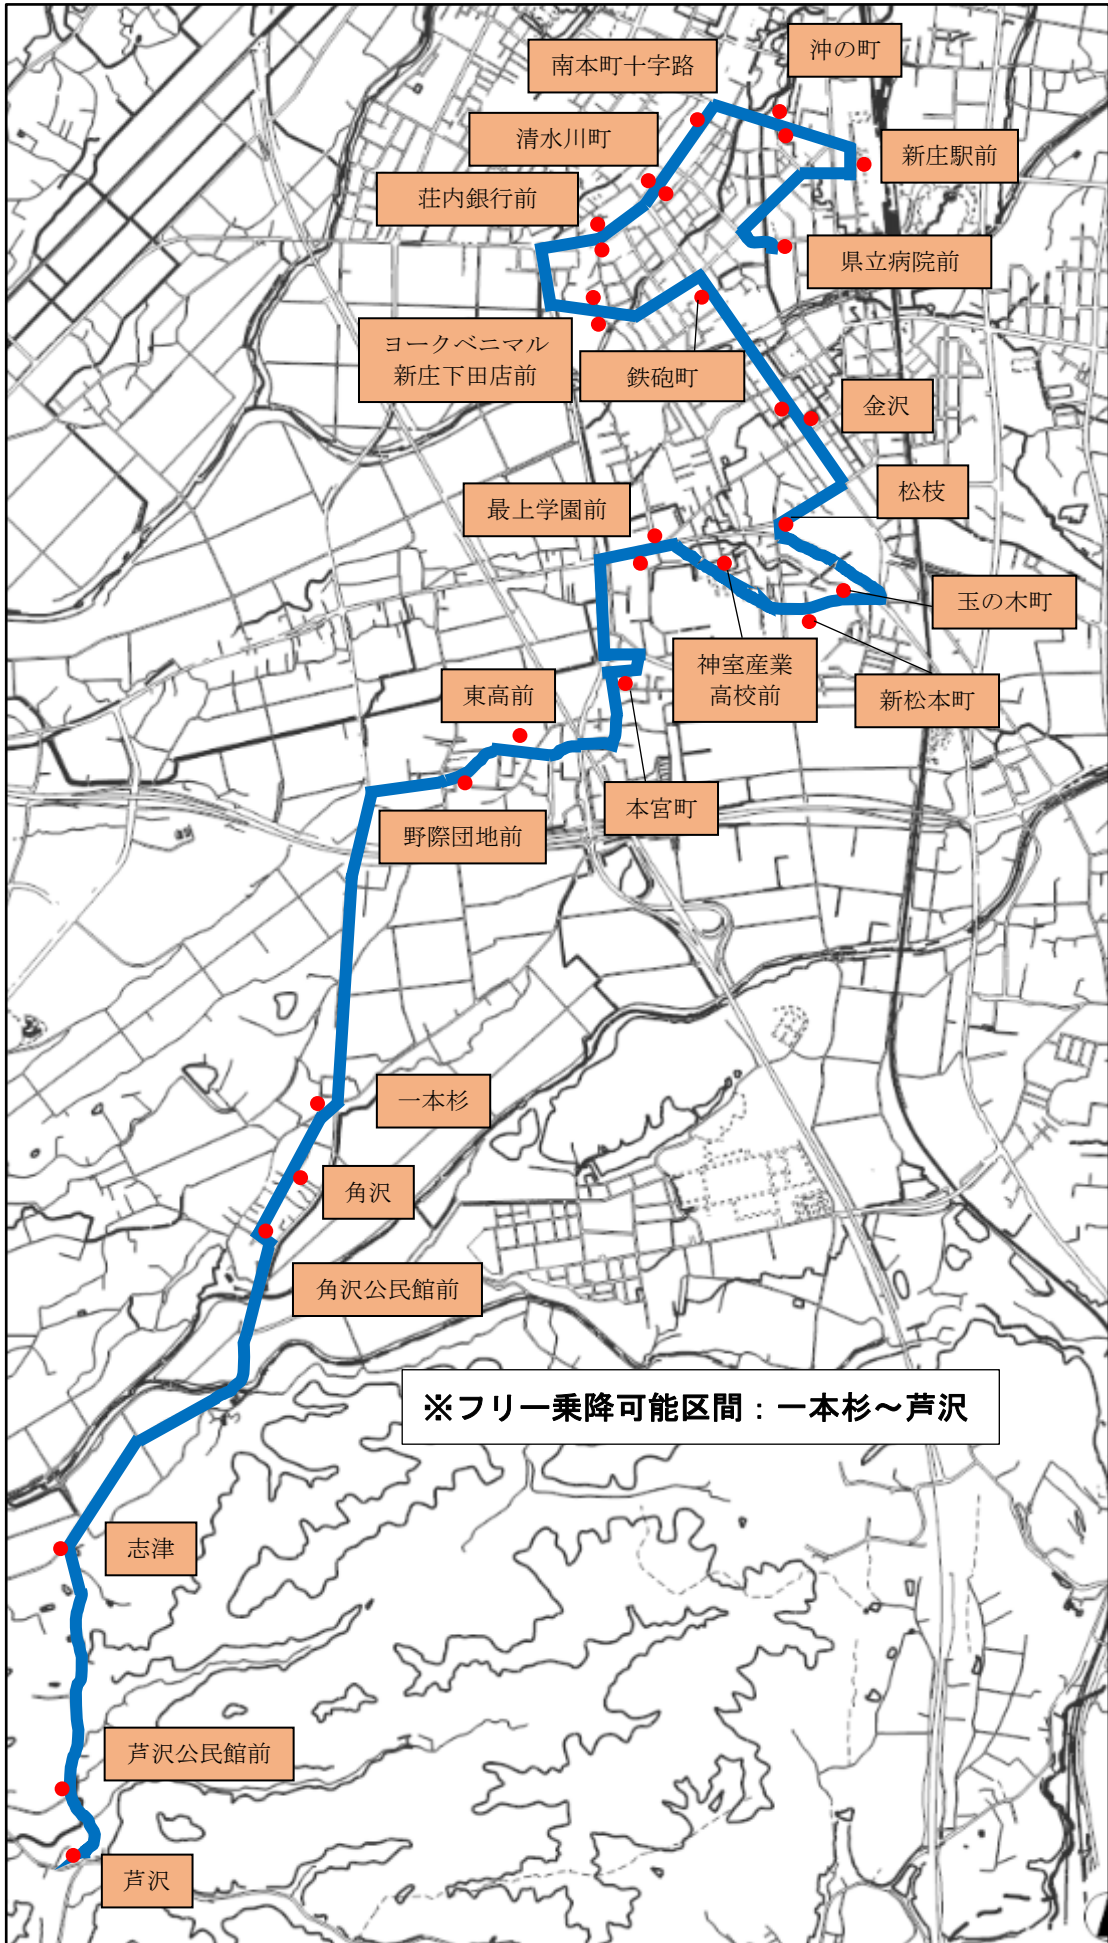 沖の町
南本町十字路
清水川町
新庄駅前
荘内銀行前
県立病院前
ヨークベニマル
新庄下田店前
鉄砲町
金沢
松枝
最上学園前
玉の木町
神室産業
高校前
新松本町
東高前
本宮町
野際団地前
一本杉
角沢
角沢公民館前
※フリー乗降可能区間：一本杉～芦沢
志津
芦沢公民館前
芦沢